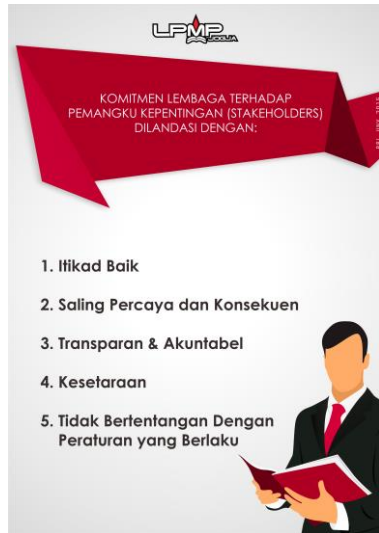 LPMP
JOGJA
KOMITMEN LEMBAGA TERHADAP
PEMANGKU KEPENTINGAN (STAKEHOLDERS)
DILANDASI DENGAN:
1. Itikad Baik
2. Saling Percaya dan Konsekuen
3. Transparan & Akuntabel
4. Kesetaraan
5. Tidak Bertentangan Dengan
Peraturan yang Berlaku